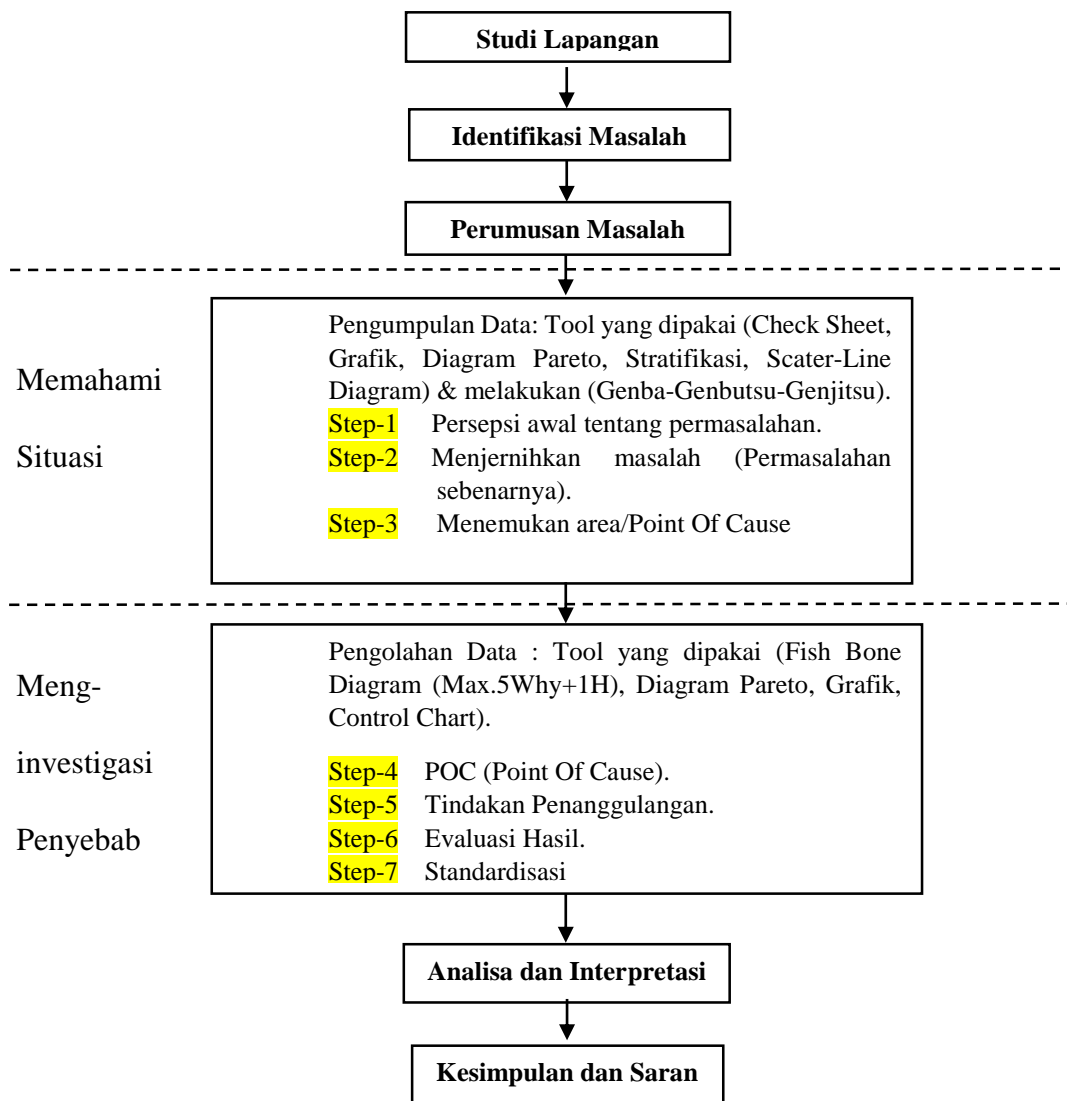 Studi Lapangan
Identifikasi Masalah
Perumusan Masalah
Memahami
Situasi
Pengumpulan Data: Tool yang dipakai (Check Sheet,
Grafik, Diagram Pareto, Stratifikasi, Scater-Line
Diagram) & melakukan (Genba-Genbutsu-Genjitsu).
Step-1 Persepsi awal tentang permasalahan.
Step-2 Menjernihkan masalah (Permasalahan
sebenarnya).
Step-3 Menemukan area/Point Of Cause
Meng-
investigasi
Penyebab
Pengolahan Data : Tool yang dipakai (Fish Bone
Diagram (Max.5Why+1H), Diagram Pareto, Grafik,
Control Chart).
Step-4 POC (Point Of Cause).
Step-5 Tindakan Penanggulangan.
Step-6 Evaluasi Hasil.
Step-7 Standardisasi
Analisa dan Interpretasi
Kesimpulan dan Saran